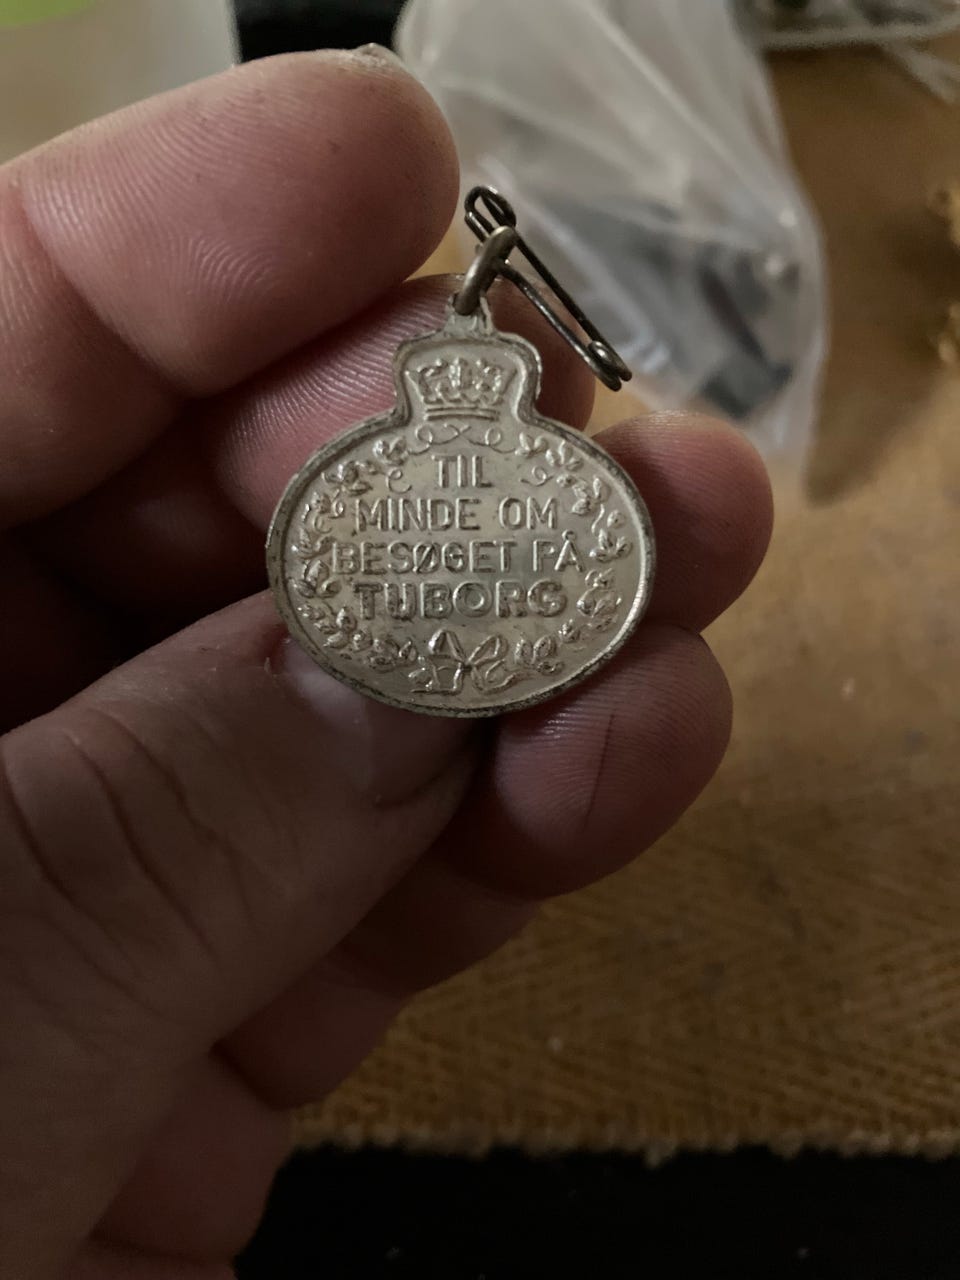 TIL
MINDE OM
BESØGET PÅ
TUBORG